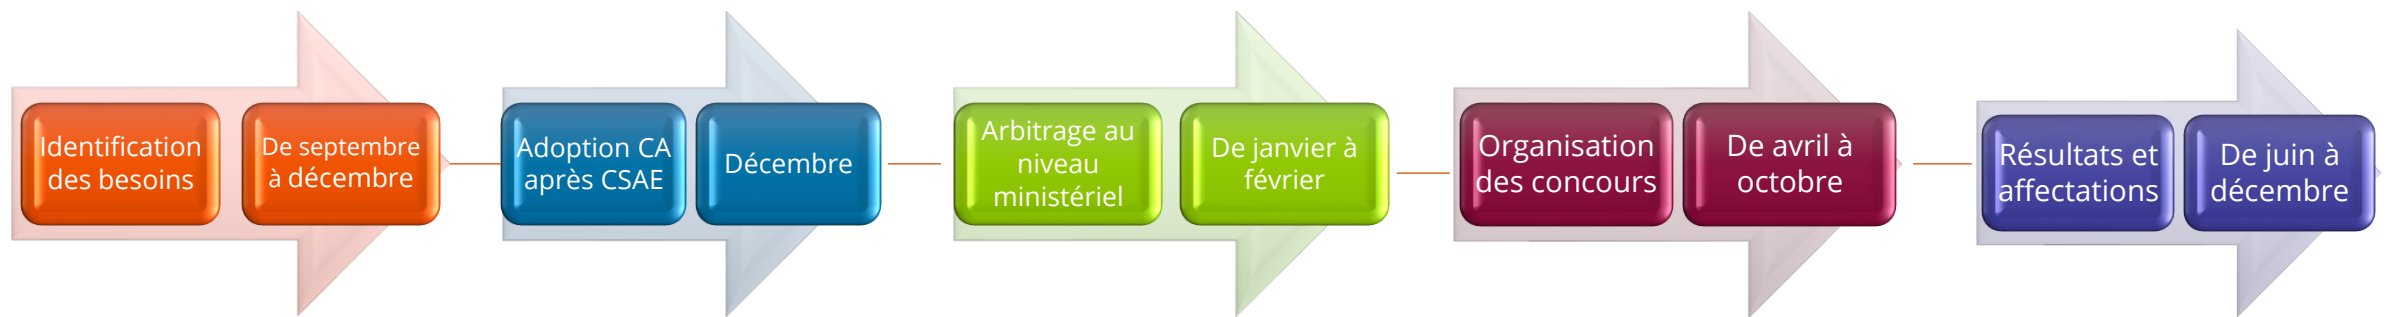 Identification
des besoins
De septembre
à décembre
Adoption CA
après CSAE
Décembre
Arbitrage au
niveau
ministériel
De janvier à
février
Organisation
des concours
De avril à
octobre
Résultats et
affectations
De juin à
décembre